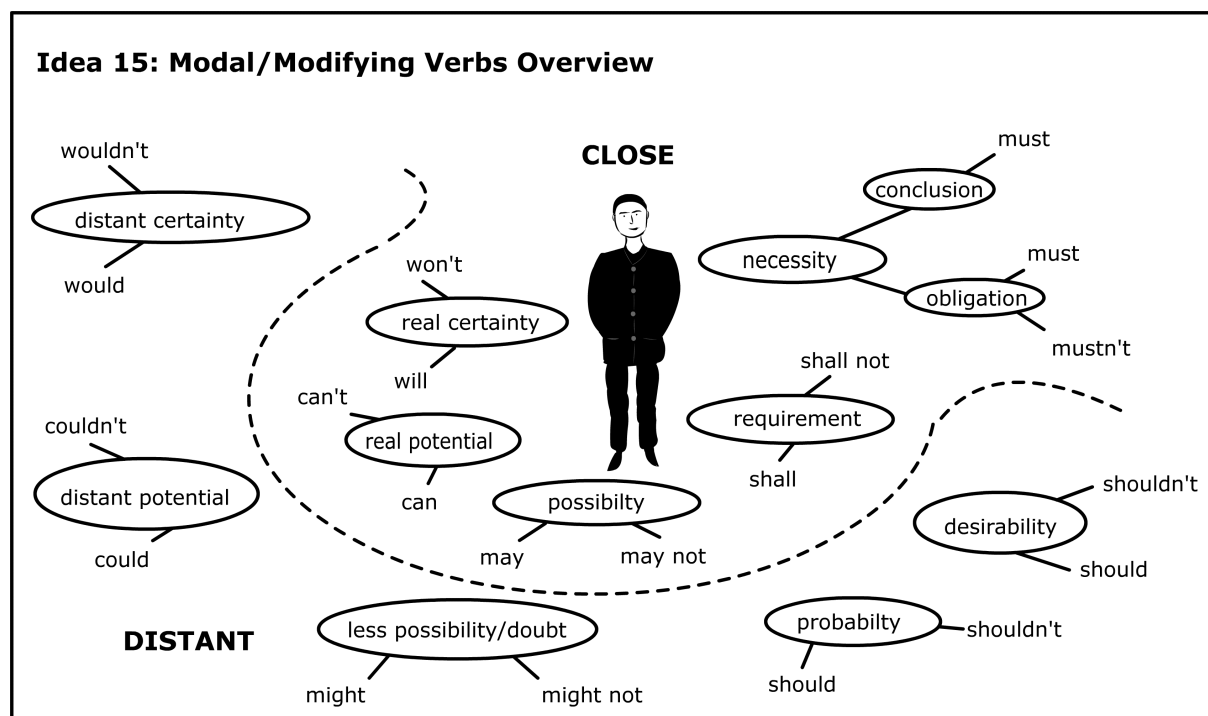 Idea 15: Modal/Modifying Verbs Overview
CLOSE
wouldn't
distant certainty
would
won't
real certainty
will
can't
real potential
can
couldn't
distant potential
could
possibilty
may
may not
must
conclusion
necessity
must
obligation
mustn't
shall not
requirement
shall
shouldn't
desirability
should
DISTANT
less possibility/doubt
might
might not
probabilty
shouldn't
should